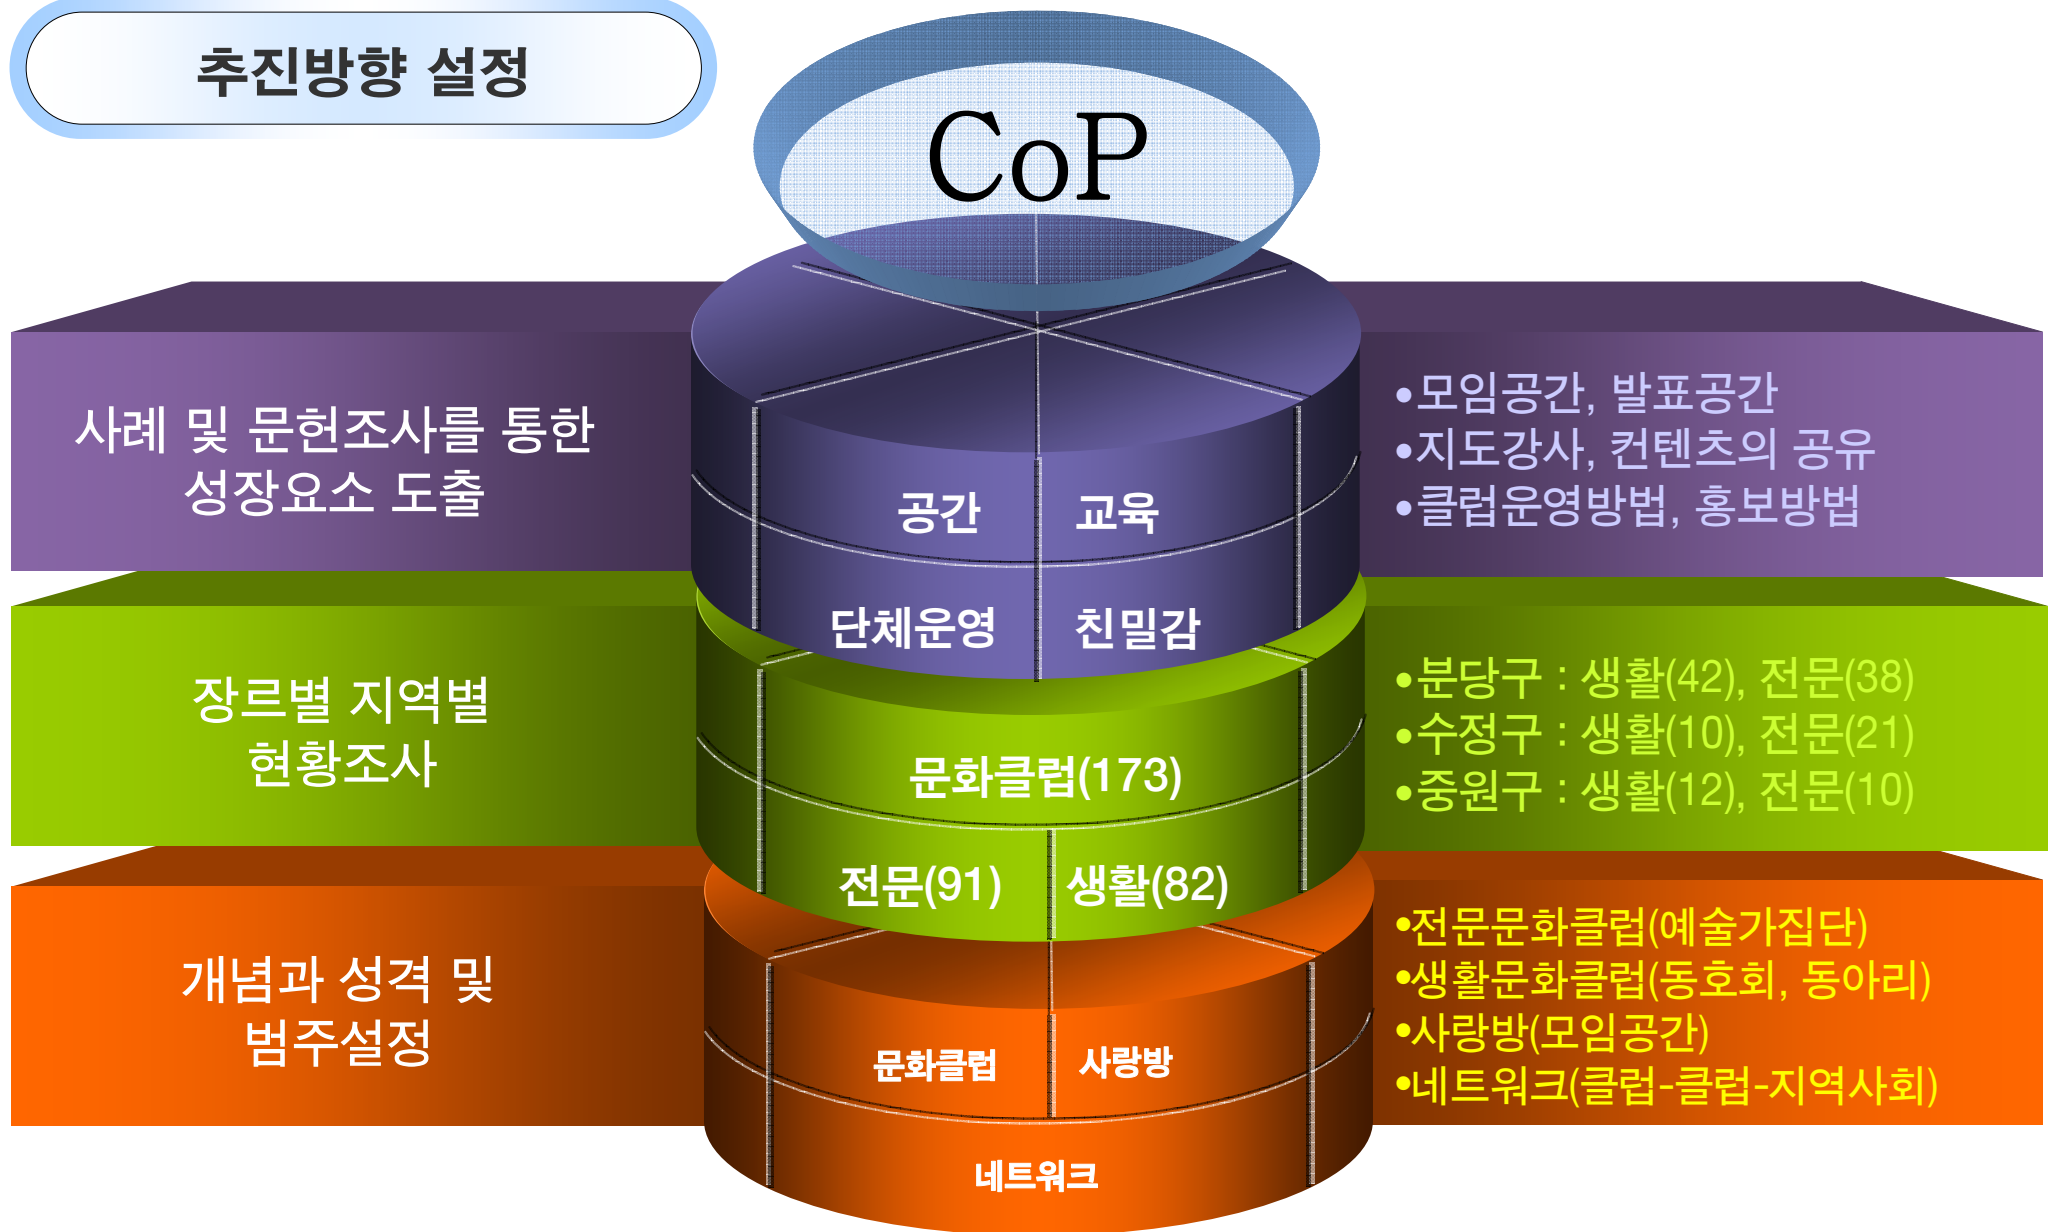 추진방향 설정
CoP
사례 및 문헌조사를 통한
성장요소 도출
공간 교육
단체운영 친밀감
•모임공간, 발표공간
•지도강사, 컨텐츠의 공유
•클럽운영방법, 홍보방법
장르별 지역별
현황조사
문화클럽(173)
전문(91) 생활(82)
•분당구 : 생활(42), 전문(38)
•수정구 : 생활(10), 전문(21)
•중원구 : 생활(12), 전문(10)
개념과 성격 및
범주설정
문화클럽 사랑방
네트워크
•전문문화클럽(예술가집단)
•생활문화클럽(동호회, 동아리)
•사랑방(모임공간)
•네트워크(클럽-클럽-지역사회)